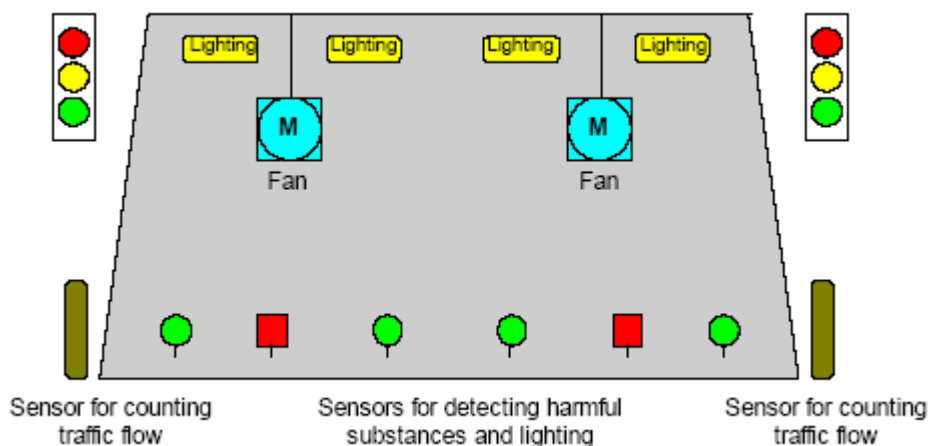 Lighting
Lighting
Lighting
Lighting
M
M
Fan
Fan
Sensor for counting
traffic flow
Sensors for detecting harmful
substances and lighting
Sensor for counting
traffic flow